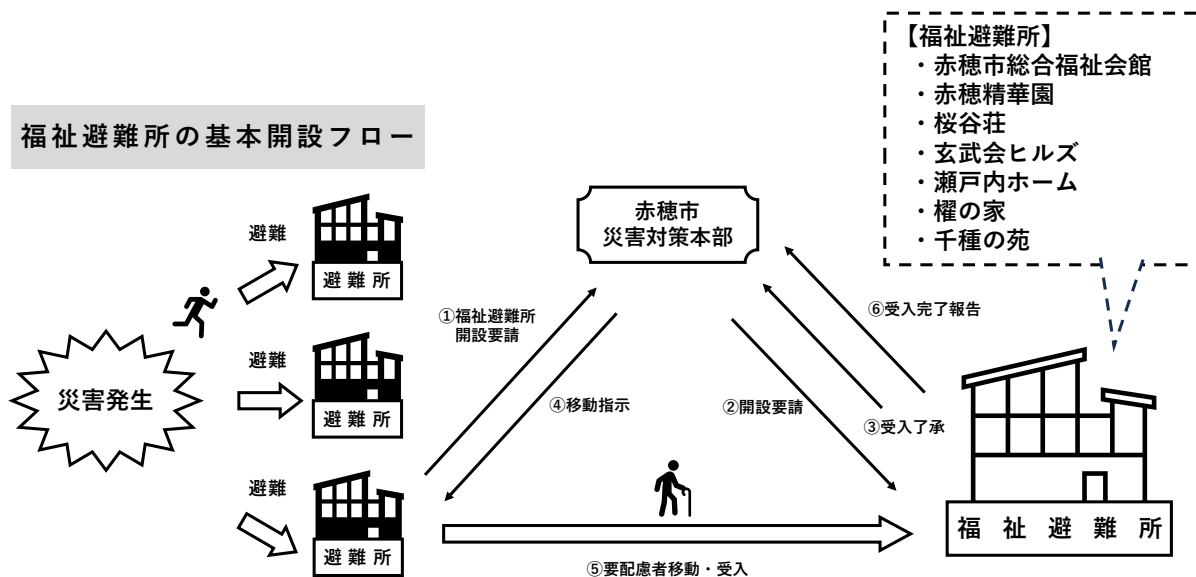 【福祉避難所】
・赤穂市総合福祉会館
・赤穂精華園
・桜谷荘
・玄武会ヒルズ
・瀬戸内ホーム
・櫂の家
・千種の苑
福祉避難所の基本開設フロー
避難
避難所
赤穂市
災害対策本部
①福祉避難所
開設要請
⑥受入完了報告
避難
避難所
災害発生
④移動指示
②開設要請
③受入了承
避難
避難所
福祉避難所
⑤要配慮者移動・受入